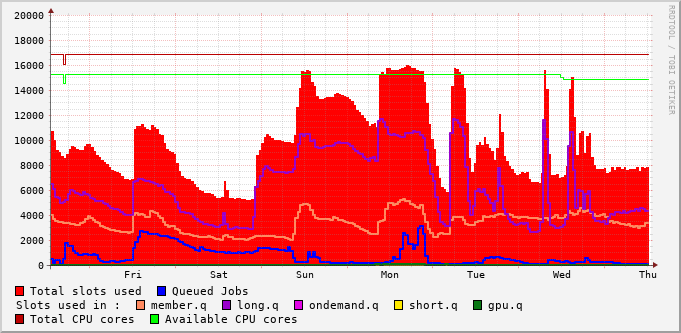 20000
18000
16000
14000
12000
10000
8000
6000
4000
2000
0
Fri Sat Sun Mon Tue Wed Thu
RRDTOOL / TOBI OETIKER
Total slots used Queued Jobs
Slots used in : member.q long.q ondemand.q short.q gpu.q
Total CPU cores Available CPU cores